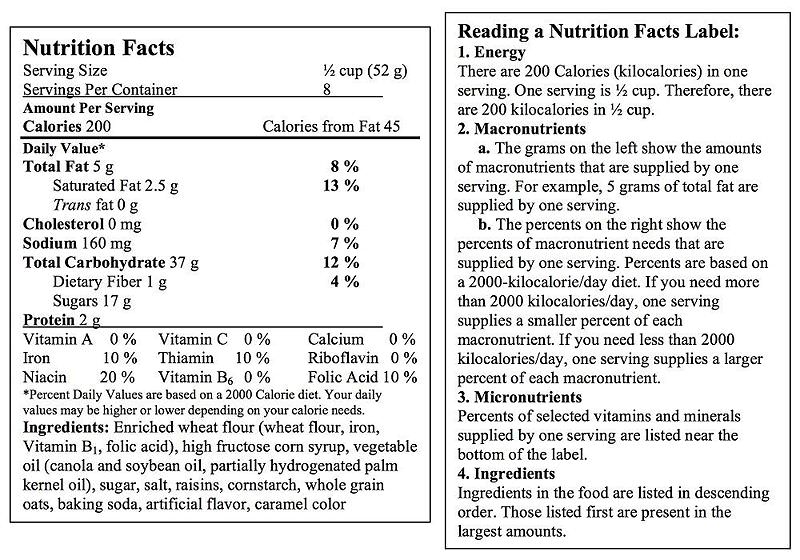 Nutrition Facts
Serving Size ½ cup (52 g)
Servings Per Container 8
Amount Per Serving
Calories 200 Calories from Fat 45
Daily Value*
Total Fat 5 g 8 %
Saturated Fat 2.5 g 13 %
Trans fat 0 g
Cholesterol 0 mg 0 %
Sodium 160 mg 7 %
Total Carbohydrate 37 g 12 %
Dietary Fiber 1 g 4 %
Sugars 17 g
Protein 2 g
Vitamin A 0 % Vitamin C 0 % Calcium 0 %
Iron 10 % Thiamin 10 % Riboflavin 0 %
Niacin 20 % Vitamin B₆ 0 % Folic Acid 10 %
*Percent Daily Values are based on a 2000 Calorie diet. Your daily
values may be higher or lower depending on your calorie needs.
Ingredients: Enriched wheat flour (wheat flour, iron,
Vitamin B₁, folic acid), high fructose corn syrup, vegetable
oil (canola and soybean oil, partially hydrogenated palm
kernel oil), sugar, salt, raisins, cornstarch, whole grain
oats, baking soda, artificial flavor, caramel color
Reading a Nutrition Facts Label:
1. Energy
There are 200 Calories (kilocalories) in one
serving. One serving is ½ cup. Therefore, there
are 200 kilocalories in ½ cup.
2. Macronutrients
a. The grams on the left show the amounts
of macronutrients that are supplied by one
serving. For example, 5 grams of total fat are
supplied by one serving.
b. The percents on the right show the
percents of macronutrient needs that are
supplied by one serving. Percents are based on
a 2000-kilocalorie/day diet. If you need more
than 2000 kilocalories/day, one serving
supplies a smaller percent of each
macronutrient. If you need less than 2000
kilocalories/day, one serving supplies a larger
percent of each macronutrient.
3. Micronutrients
Percents of selected vitamins and minerals
supplied by one serving are listed near the
bottom of the label.
4. Ingredients
Ingredients in the food are listed in descending
order. Those listed first are present in the
largest amounts.